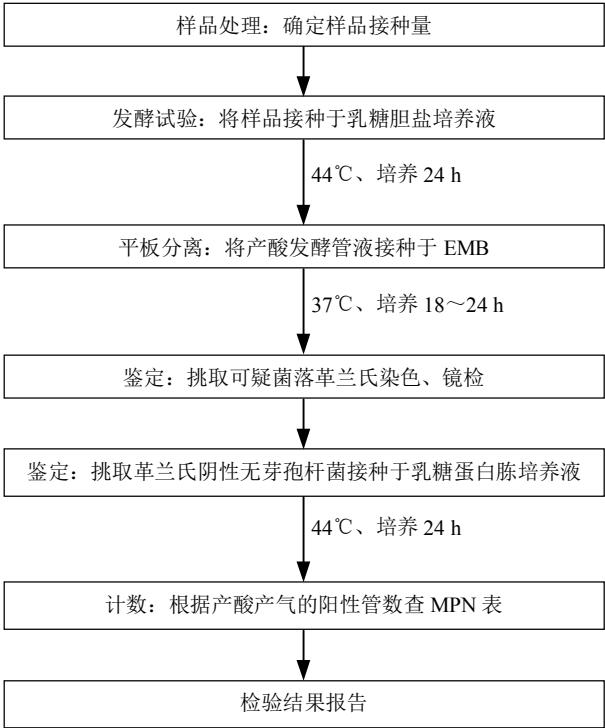 样品处理：确定样品接种量
发酵试验：将样品接种于乳糖胆盐培养液
44℃、培养 24 h
平板分离：将产酸发酵管液接种于 EMB
37℃、培养 18～24 h
鉴定：挑取可疑菌落革兰氏染色、镜检
鉴定：挑取革兰氏阴性无芽孢杆菌接种于乳糖蛋白胨培养液
44℃、培养 24 h
计数：根据产酸产气的阳性管数查 MPN 表
检验结果报告